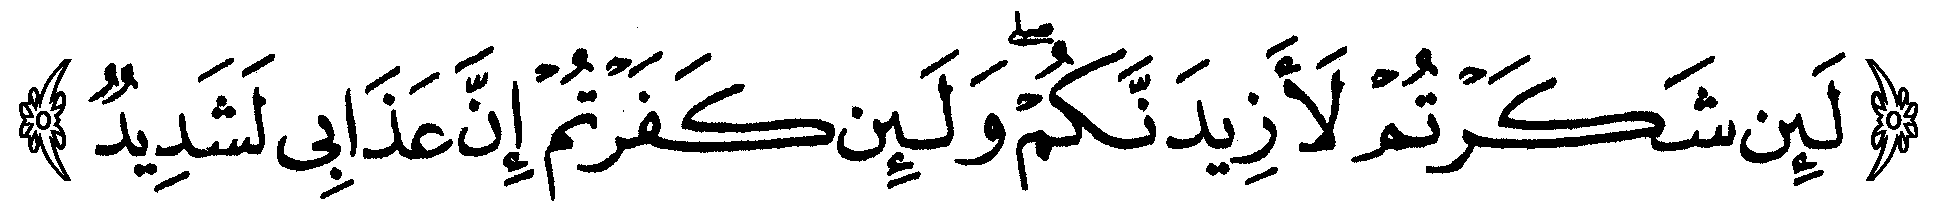 ﴿ لَئِن شَكَرْتُمْ لَأَزِيدَنَّكُمْ ۖ وَلَئِن كَفَرْتُمْ إِنَّ عَذَابِى لَشَدِيدٌ ﴾